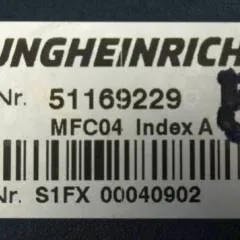 UNGHEINRICH
Nr. 51169229
MFC04 Index A
Nr. S1FX 00040902